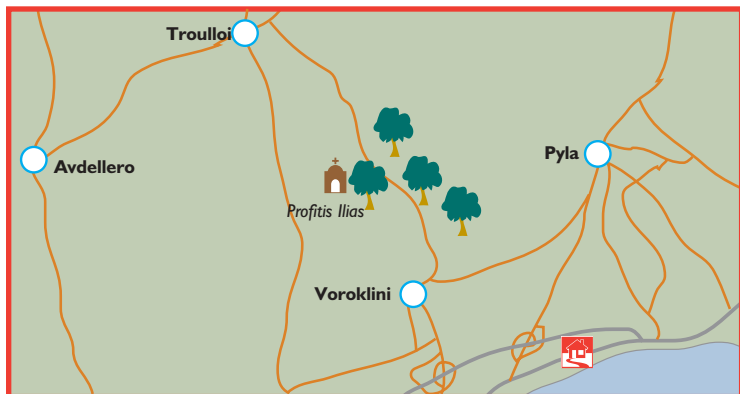 Troulloi
Pyla
Avdellero
Profitis Ilias
Voroklini